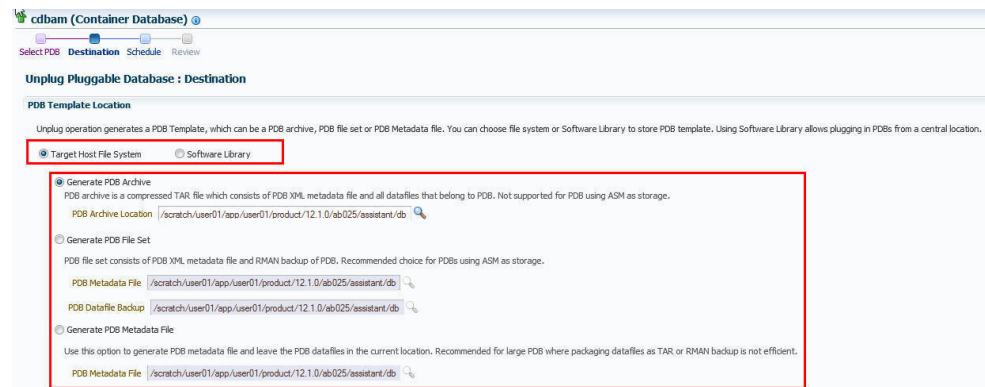 cdbam (Container Database)
Select PDB Destination Schedule Review
Unplug Pluggable Database : Destination
PDB Template Location
Unplug operation generates a PDB Template, which can be a PDB archive, PDB file set or PDB Metadata file. You can choose file system or Software Library to store PDB template. Using Software Library allows plugging in PDBs from a central location.
Target Host File System Software Library
Generate PDB Archive
PDB archive is a compressed TAR file which consists of PDB XML metadata file and all datafiles that belong to PDB. Not supported for PDB using ASM as storage.
PDB Archive Location /scratch/user01/app/user01/product/12.1.0/ab025/assistant/db
Generate PDB File Set
PDB file set consists of PDB XML metadata file and RMAN backup of PDB. Recommended choice for PDBs using ASM as storage.
PDB Metadata File /scratch/user01/app/user01/product/12.1.0/ab025/assistant/db
PDB Datafile Backup /scratch/user01/app/user01/product/12.1.0/ab025/assistant/db
Generate PDB Metadata File
Use this option to generate PDB metadata file and leave the PDB datafiles in the current location. Recommended for large PDB where packaging datafiles as TAR or RMAN backup is not efficient.
PDB Metadata File /scratch/user01/app/user01/product/12.1.0/ab025/assistant/db